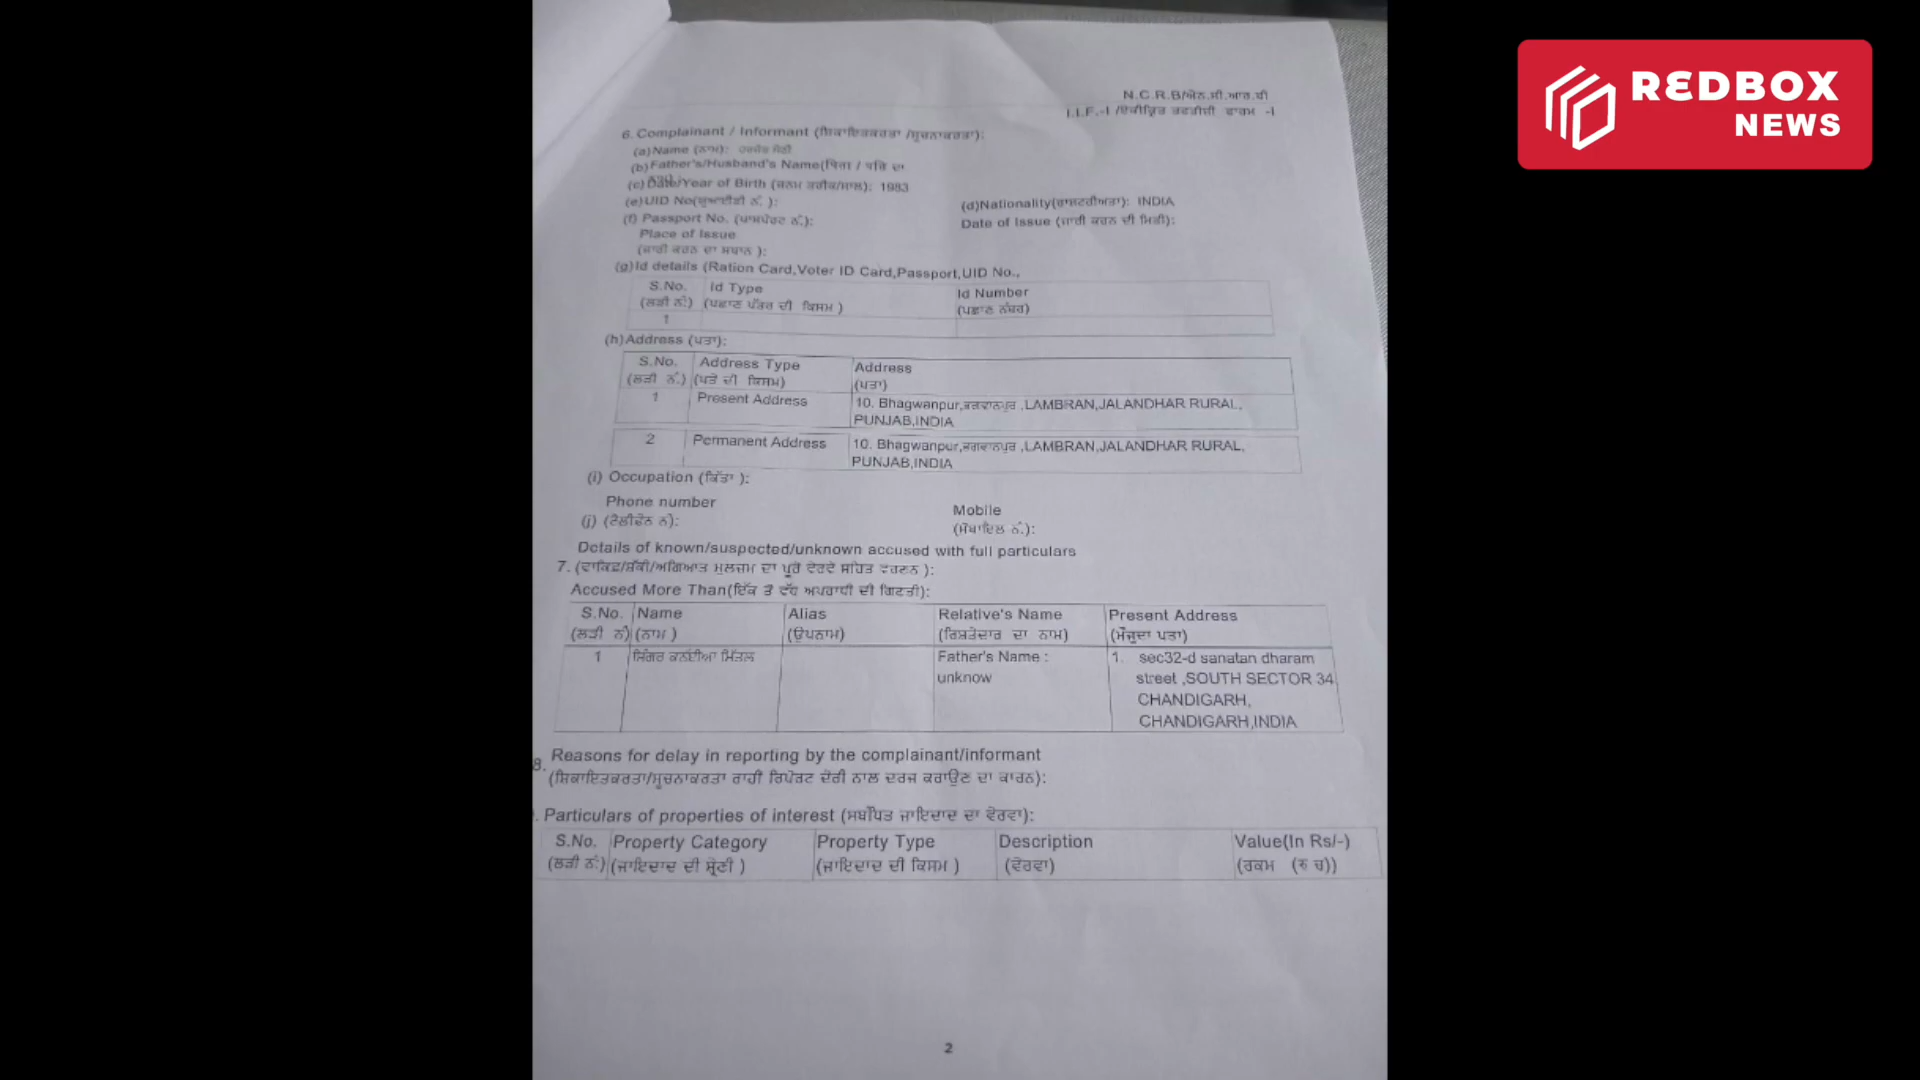 REDBOX
NEWS
N.C.R.B/ਐਨ.ਸੀ.ਆਰ.ਬੀ
I.I.F.-I /ਏਕੀਕ੍ਰਿਤ ਤਫਤੀਸ਼ੀ ਫਾਰਮ -I
6. Complainant / Informant (ਸ਼ਿਕਾਇਤਕਰਤਾ /ਸੂਚਨਾਕਰਤਾ):
(a)Name (ਨਾਮ):
(b)Father's/Husband's Name(ਪਿਤਾ / ਪਤੀ ਦਾ
(c) Date/Year of Birth (ਜਨਮ ਤਰੀਕ/ਸਾਲ): 1983
(d)Nationality(ਰਾਸ਼ਟਰੀਅਤਾ): INDIA
(e)UID No(ਯੂਆਈਡੀ ਨੰ. ):
(f) Passport No. (ਪਾਸਪੋਰਟ ਨੰ.):
Date of Issue (ਜਾਰੀ ਕਰਨ ਦੀ ਮਿਤੀ):
Place of Issue
(ਜਾਰੀ ਕਰਨ ਦਾ ਸਥਾਨ ):
(g)Id details (Ration Card,Voter ID Card,Passport,UID No.,
S.No. Id Type Id Number
(ਲੜੀ ਨੰ.) (ਪਛਾਣ ਪੱਤਰ ਦੀ ਕਿਸਮ ) (ਪਛਾਣ ਨੰਬਰ)
1
(h)Address (ਪਤਾ):
S.No. Address Type Address
(ਲੜੀ ਨੰ.) (ਪਤੇ ਦੀ ਕਿਸਮ) (ਪਤਾ)
1 Present Address 10. Bhagwanpur,ਭਗਵਾਨਪੁਰ ,LAMBRAN,JALANDHAR RURAL,
PUNJAB,INDIA
2 Permanent Address 10. Bhagwanpur,ਭਗਵਾਨਪੁਰ ,LAMBRAN,JALANDHAR RURAL,
PUNJAB,INDIA
(i) Occupation (ਕਿੱਤਾ ):
Phone number Mobile
(j) (ਟੈਲੀਫੋਨ ਨੰ): (ਮੋਬਾਇਲ ਨੰ.):
Details of known/suspected/unknown accused with full particulars
7. (ਵਾਕਿਫ਼/ਸ਼ੱਕੀ/ਅਗਿਆਤ ਮੁਲਜ਼ਮ ਦਾ ਪੂਰੇ ਵੇਰਵੇ ਸਹਿਤ ਵਰਣਨ ):
Accused More Than(ਇੱਕ ਤੋਂ ਵੱਧ ਅਪਰਾਧੀ ਦੀ ਗਿਣਤੀ):
S.No. Name Alias Relative's Name Present Address
(ਲੜੀ ਨੰ) (ਨਾਮ ) (ਉਪਨਾਮ) (ਰਿਸ਼ਤੇਦਾਰ ਦਾ ਨਾਮ) (ਮੌਜੂਦਾ ਪਤਾ)
1 ਸਿੰਗਰ ਕਨਈਆ ਮਿੱਤਲ Father's Name : 1. sec32-d sanatan dharam
unknow street ,SOUTH SECTOR 34
CHANDIGARH,
CHANDIGARH,INDIA
8. Reasons for delay in reporting by the complainant/informant
(ਸ਼ਿਕਾਇਤਕਰਤਾ/ਸੂਚਨਾਕਰਤਾ ਰਾਹੀਂ ਰਿਪੋਰਟ ਦੇਰੀ ਨਾਲ ਦਰਜ ਕਰਾਉਣ ਦਾ ਕਾਰਨ):
. Particulars of properties of interest (ਸਬੰਧਿਤ ਜਾਇਦਾਦ ਦਾ ਵੇਰਵਾ):
S.No. Property Category Property Type Description Value(In Rs/-)
(ਲੜੀ ਨੰ.) (ਜਾਇਦਾਦ ਦੀ ਸ਼੍ਰੇਣੀ ) (ਜਾਇਦਾਦ ਦੀ ਕਿਸਮ ) (ਵੇਰਵਾ) (ਰਕਮ (ਰੁ ਚ))
2